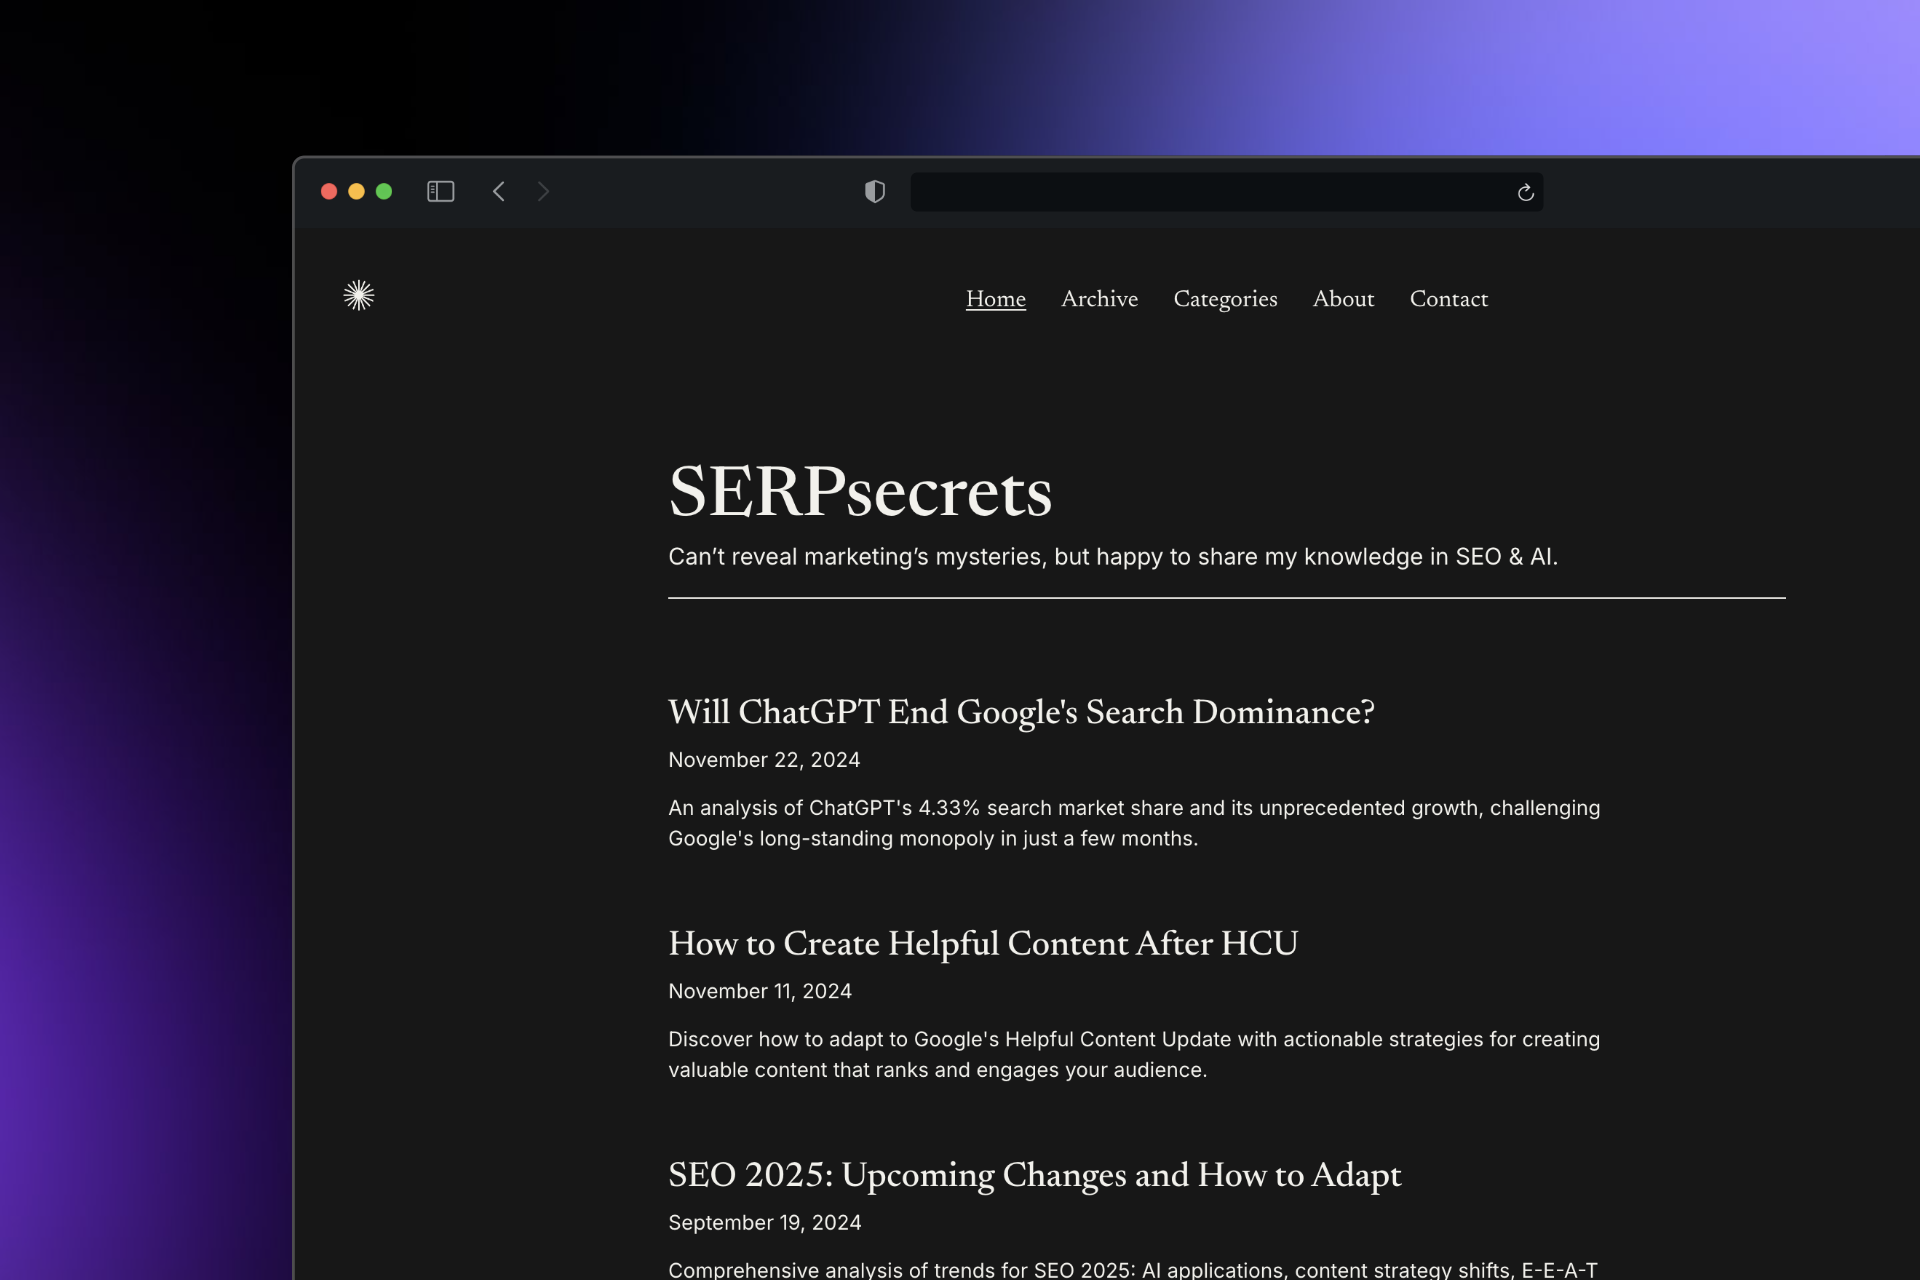 Home Archive Categories About Contact
SERPsecrets
Can’t reveal marketing’s mysteries, but happy to share my knowledge in SEO & AI.
Will ChatGPT End Google's Search Dominance?
November 22, 2024
An analysis of ChatGPT's 4.33% search market share and its unprecedented growth, challenging
Google's long-standing monopoly in just a few months.
How to Create Helpful Content After HCU
November 11, 2024
Discover how to adapt to Google's Helpful Content Update with actionable strategies for creating
valuable content that ranks and engages your audience.
SEO 2025: Upcoming Changes and How to Adapt
September 19, 2024
Comprehensive analysis of trends for SEO 2025: AI applications, content strategy shifts, E-E-A-T